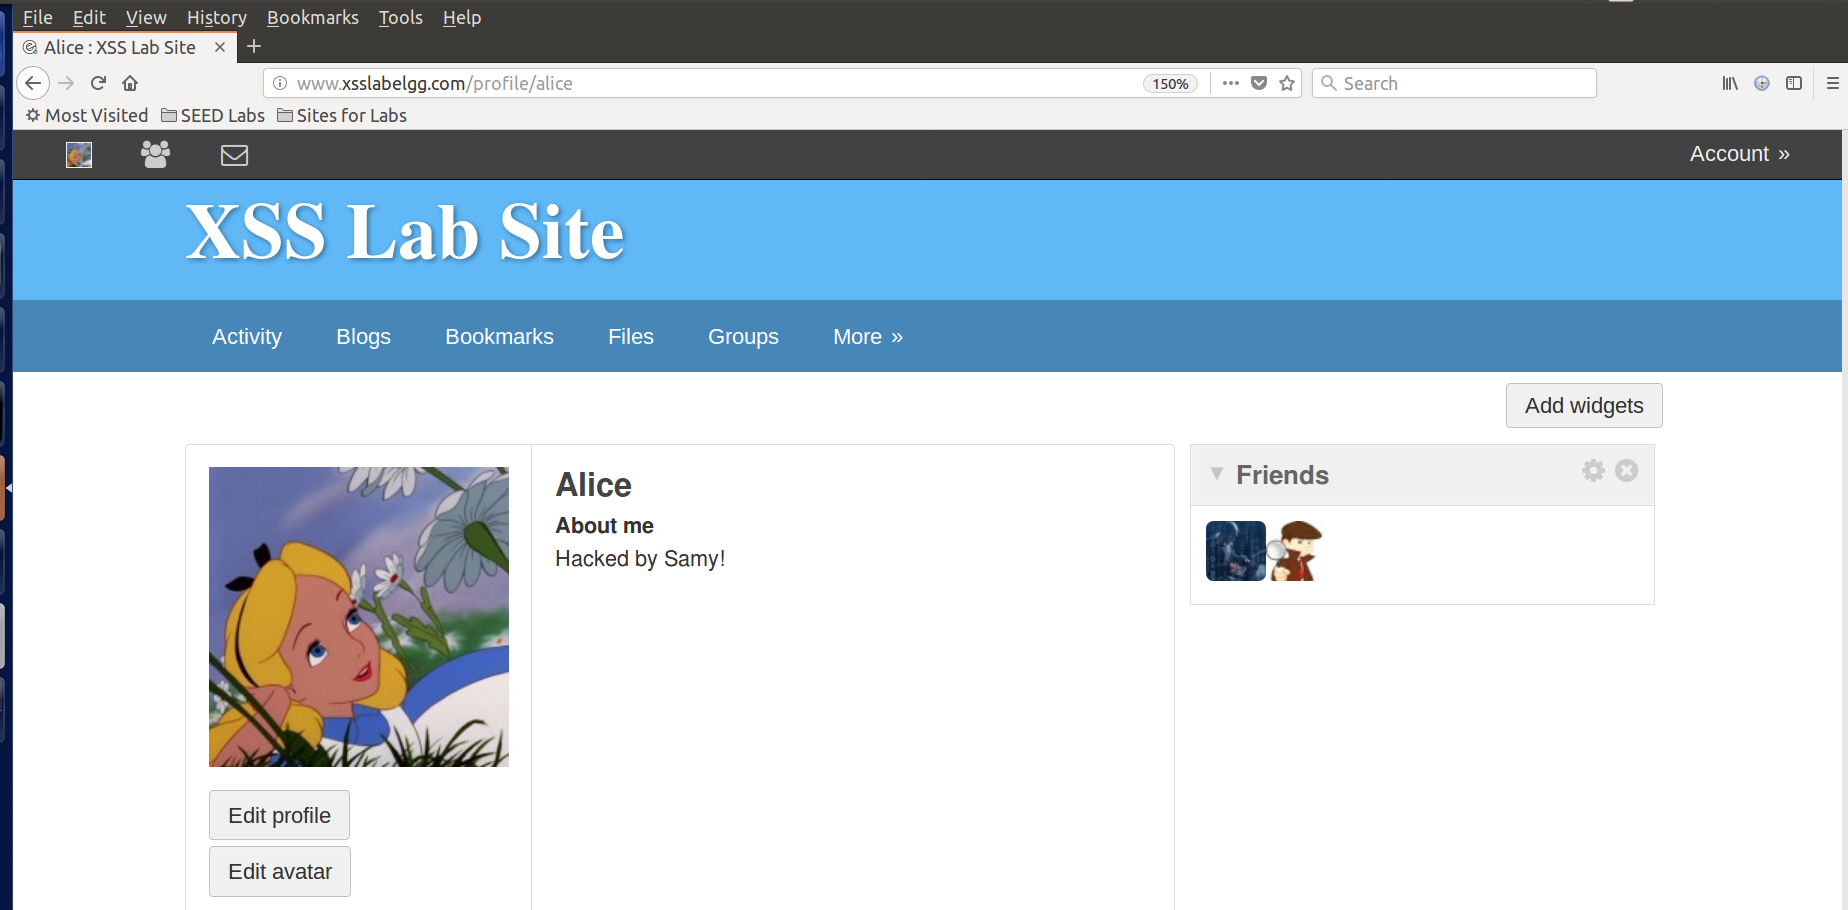 File Edit View History Bookmarks Tools Help
Alice : XSS Lab Site
www.xsslabelgg.com/profile/alice 150% Search
Most Visited SEED Labs Sites for Labs
Account »
XSS Lab Site
Activity Blogs Bookmarks Files Groups More »
Add widgets
Alice
About me
Hacked by Samy!
Friends
Edit profile
Edit avatar